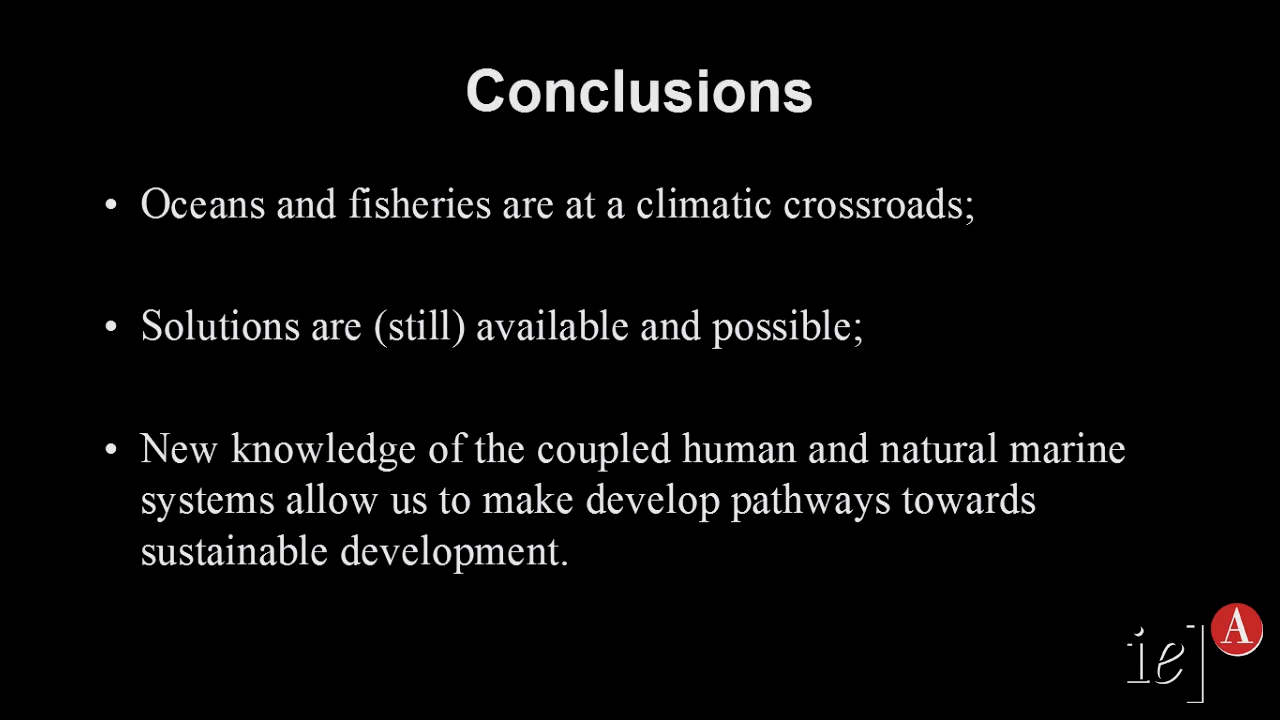 Conclusions
• Oceans and fisheries are at a climatic crossroads;
• Solutions are (still) available and possible;
• New knowledge of the coupled human and natural marine
systems allow us to make develop pathways towards
sustainable development.
ie] A